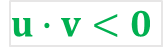 u · v < 0